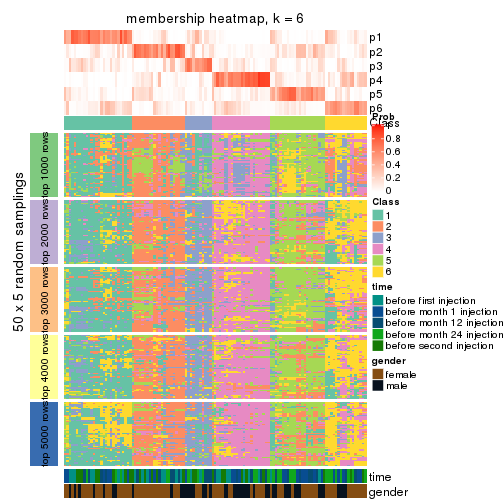 membership heatmap, k = 6
p1
p2
p3
p4
p5
p6
Class
Prob
1
0.8
0.6
0.4
0.2
0
Class
1
2
3
4
5
6
time
before first injection
before month 1 injection
before month 12 injection
before month 24 injection
before second injection
gender
female
male
50 x 5 random samplings
top 1000 rows
top 2000 rows
top 3000 rows
top 4000 rows
top 5000 rows
time
gender